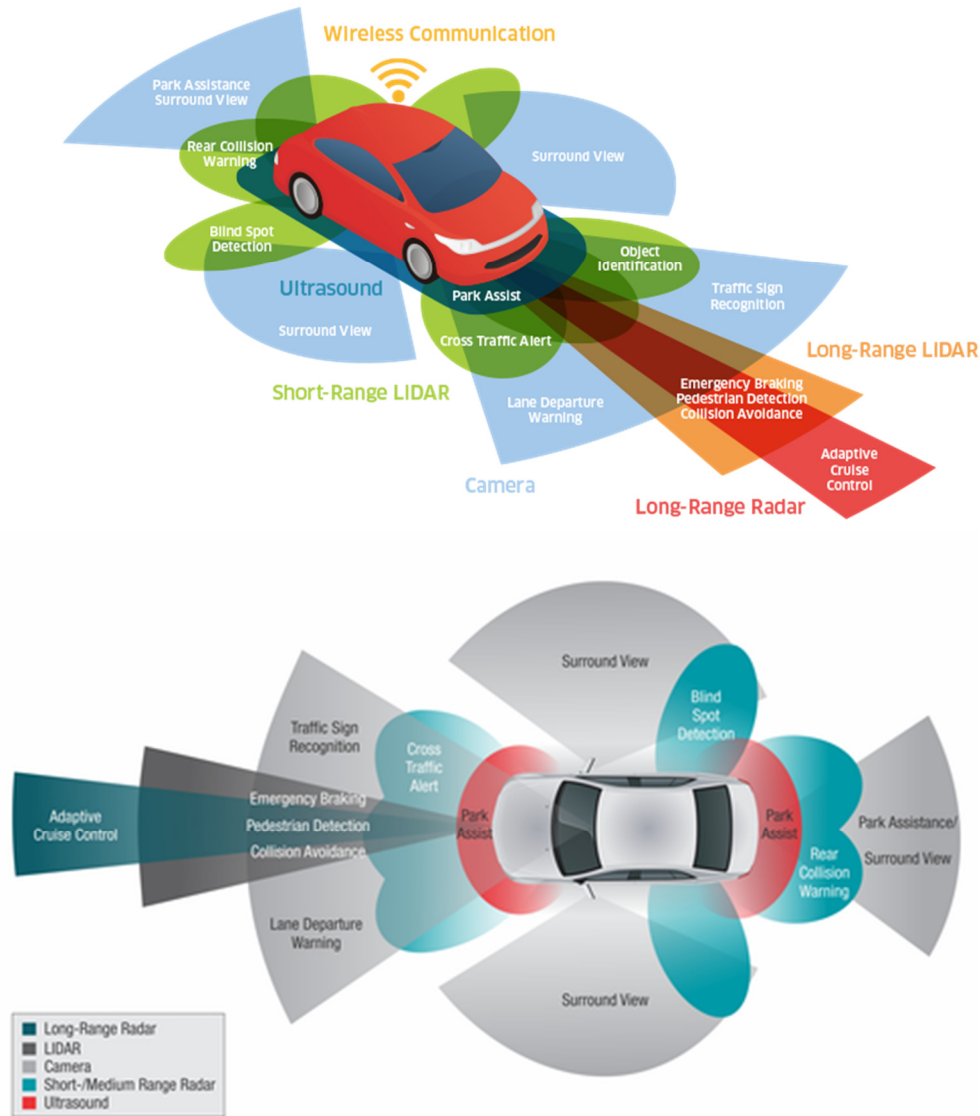 Wireless Communication
Park Assistance
Surround View
Rear Collision
Warning
Surround View
Blind Spot
Detection
Object
Identification
Ultrasound
Park Assist
Traffic Sign
Recognition
Surround View
Cross Traffic Alert
Long-Range LIDAR
Short-Range LIDAR
Emergency Braking
Pedestrian Detection
Collision Avoidance
Lane Departure
Warning
Adaptive
Cruise
Control
Camera
Long-Range Radar
Surround View
Blind
Spot
Detection
Traffic Sign
Recognition
Cross
Traffic
Alert
Emergency Braking
Adaptive
Cruise Control
Pedestrian Detection
Park
Assist
Park
Assist
Park Assistance/
Surround View
Collision Avoidance
Rear
Collision
Warning
Lane Departure
Warning
Surround View
Long-Range Radar
LIDAR
Camera
Short-/Medium Range Radar
Ultrasound